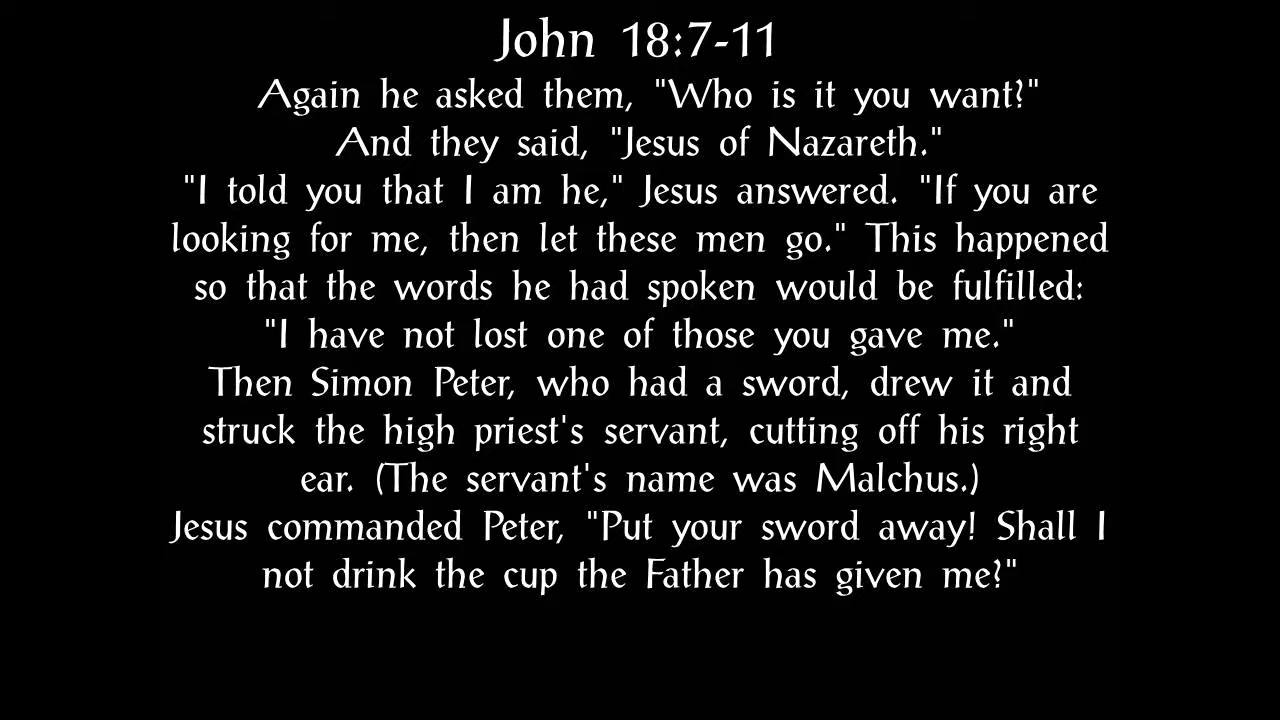 John 18:7-11
Again he asked them, "Who is it you want?"
And they said, "Jesus of Nazareth."
"I told you that I am he," Jesus answered. "If you are
looking for me, then let these men go." This happened
so that the words he had spoken would be fulfilled:
"I have not lost one of those you gave me."
Then Simon Peter, who had a sword, drew it and
struck the high priest's servant, cutting off his right
ear. (The servant's name was Malchus.)
Jesus commanded Peter, "Put your sword away! Shall I
not drink the cup the Father has given me?"